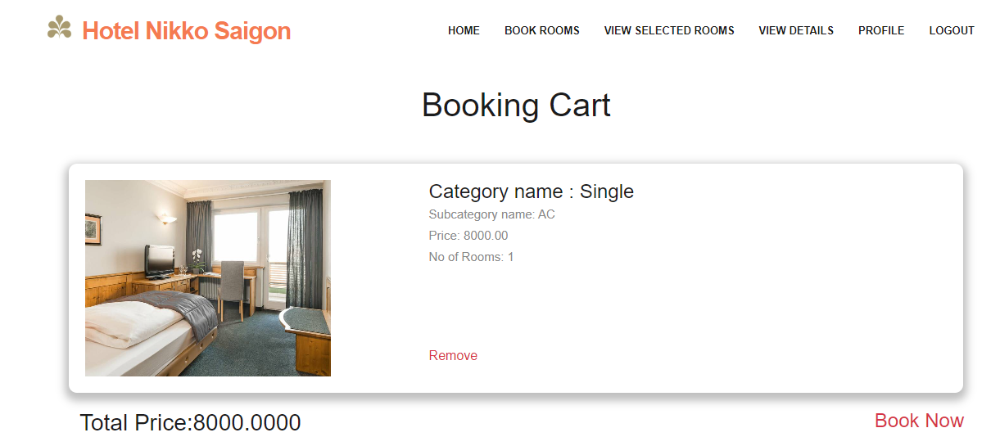 Hotel Nikko Saigon
HOME BOOK ROOMS VIEW SELECTED ROOMS VIEW DETAILS PROFILE LOGOUT
Booking Cart
Category name : Single
Subcategory name: AC
Price: 8000.00
No of Rooms: 1
Remove
Total Price:8000.0000
Book Now